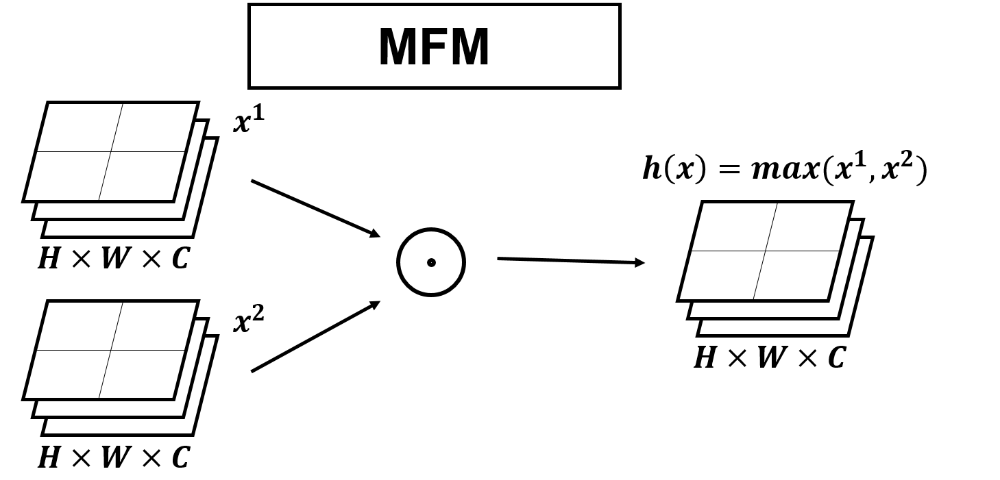 MFM
x¹
H × W × C
x²
H × W × C
h(x) = max(x¹, x²)
H × W × C